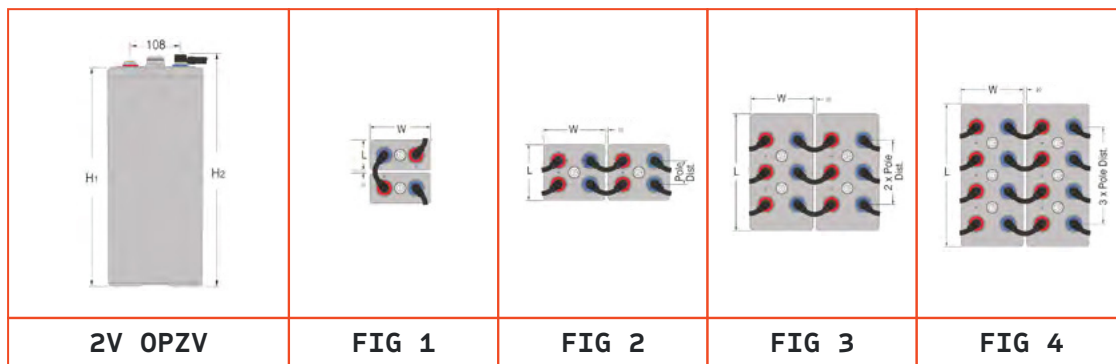 108
H1
H2
2V OPZV
W
L
FIG 1
W
L
Pole
Dist.
FIG 2
W
L
2 x Pole
Dist.
FIG 3
W
L
3 x Pole
Dist.
FIG 4